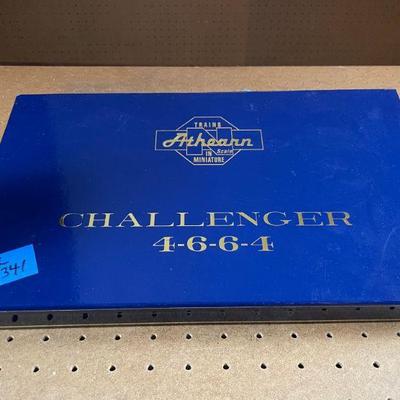 TRAINS
Athearn
N Scale
IN
MINIATURE
CHALLENGER
4-6-6-4
341